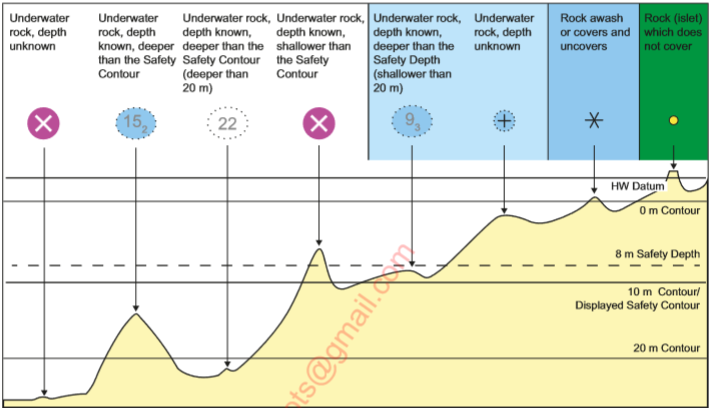 Underwater
rock, depth
unknown
Underwater
rock, depth
known, deeper
than the Safety
Contour
Underwater rock,
depth known,
deeper than the
Safety Contour
(deeper than
20 m)
Underwater rock,
depth known,
shallower than
the Safety
Contour
Underwater rock,
depth known,
deeper than the
Safety Depth
(shallower than
20 m)
Underwater
rock, depth
unknown
Rock awash
or covers and
uncovers
Rock (islet)
which does
not cover
15₂
22
9₃
HW Datum
0 m Contour
8 m Safety Depth
10 m Contour/
Displayed Safety Contour
20 m Contour
ots@gmail.com